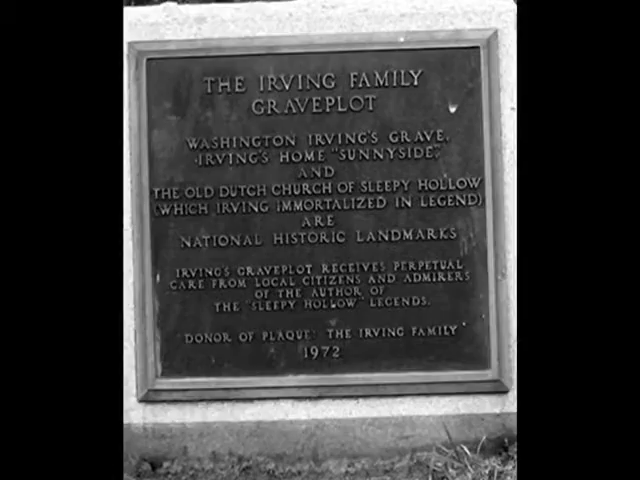 THE IRVING FAMILY
GRAVEPLOT
WASHINGTON IRVING'S GRAVE,
IRVING'S HOME "SUNNYSIDE,"
AND
THE OLD DUTCH CHURCH OF SLEEPY HOLLOW
(WHICH IRVING IMMORTALIZED IN LEGEND)
ARE
NATIONAL HISTORIC LANDMARKS
IRVING'S GRAVEPLOT RECEIVES PERPETUAL
CARE FROM LOCAL CITIZENS AND ADMIRERS
OF THE AUTHOR OF
THE "SLEEPY HOLLOW" LEGENDS.
DONOR OF PLAQUE: THE IRVING FAMILY
1972